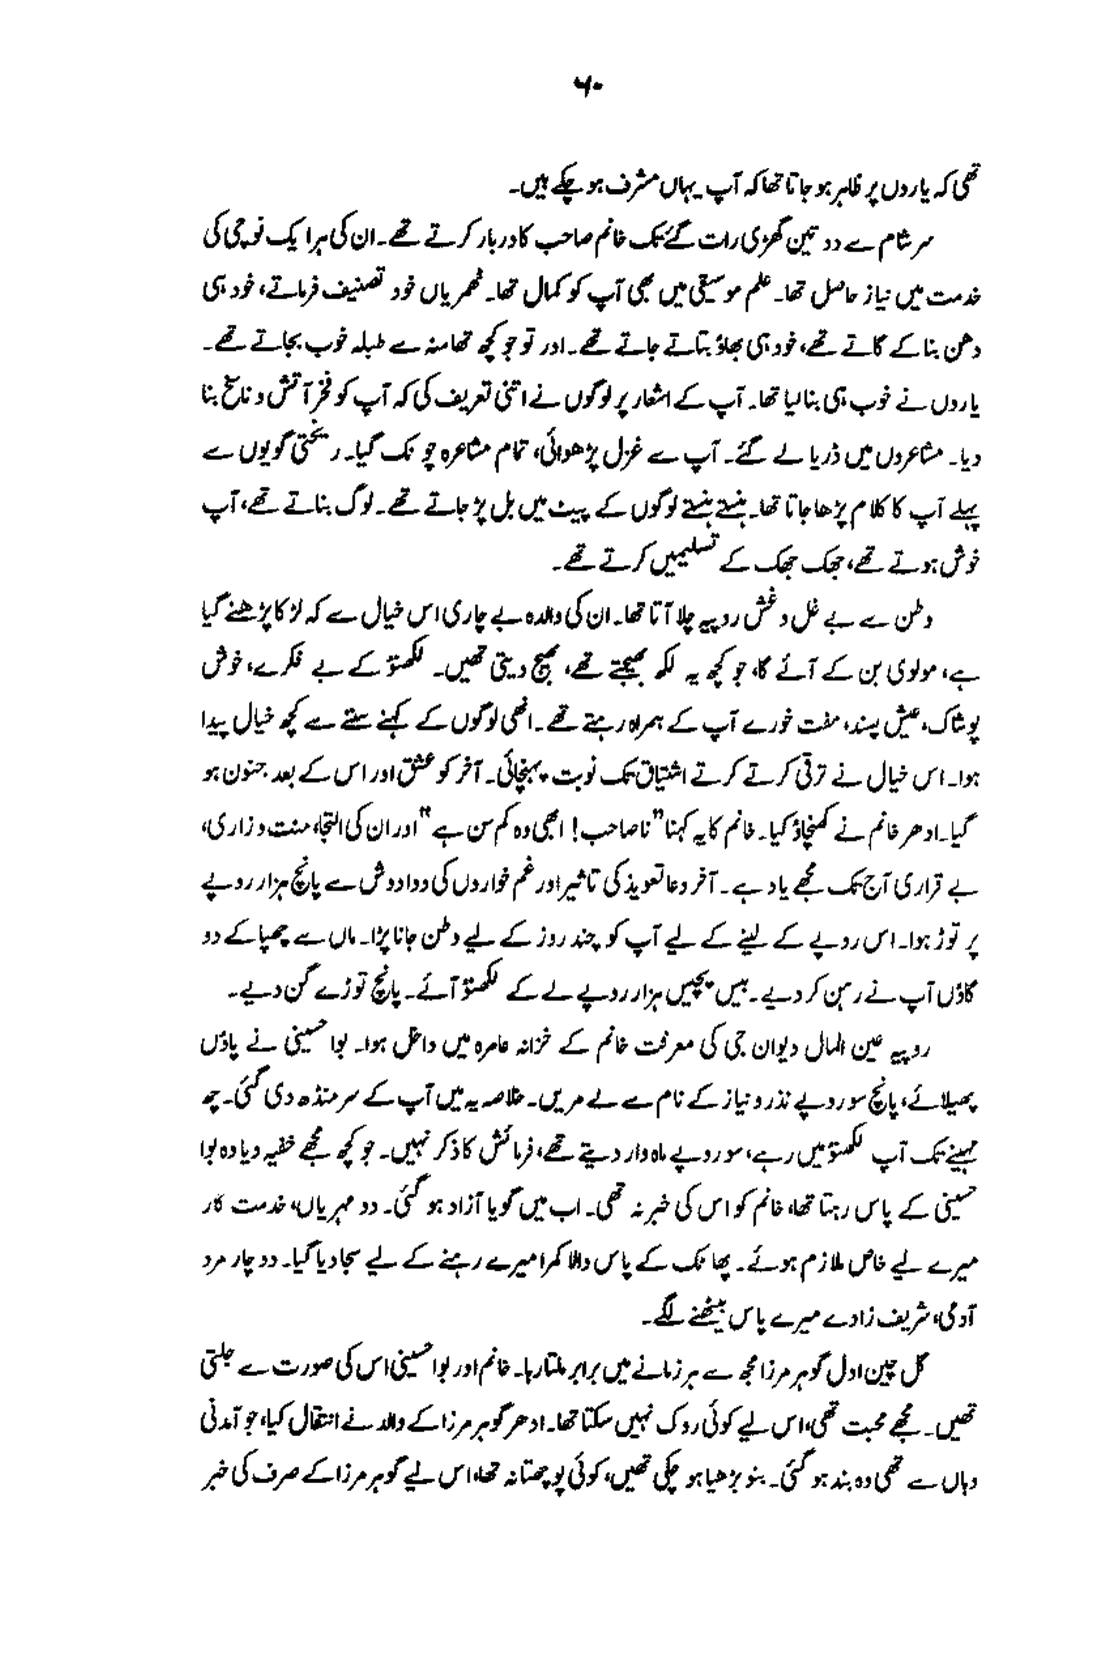 ۶۰
تھی کہ یاروں پر ظاہر ہو جاتا تھا کہ آپ یہاں مشرف ہو چکے ہیں۔
سر شام سے دو تین گھڑی رات گئے تک خانم صاحب کا دربار کرتے تھے۔ ان کی ہر ایک نوچی کی
خدمت میں نیاز حاصل تھا۔ علم موسیقی میں بھی آپ کو کمال تھا۔ ٹھمریاں خود تصنیف فرماتے، خود ہی
دھن بنا کے گاتے تھے، خود ہی بھاؤ بتاتے جاتے تھے۔ اور تو جو کچھ تھا منہ سے طبلہ خوب بجاتے تھے۔
یاروں نے خوب ہی بنا لیا تھا۔ آپ کے اشعار پر لوگوں نے اتنی تعریف کی کہ آپ کو فخر آتش و ناسخ بنا
دیا۔ مشاعروں میں ذریا لے گئے۔ آپ سے غزل پڑھوائی، تمام مشاعرہ چونک گیا۔ ریختی گویوں سے
پہلے آپ کا کلام پڑھا جاتا تھا۔ ہنستے ہنستے لوگوں کے پیٹ میں بل پڑ جاتے تھے۔ لوگ بناتے تھے، آپ
خوش ہوتے تھے، جھک جھک کے تسلیمیں کرتے تھے۔
وطن سے بے غل و غش روپیہ چلا آتا تھا۔ ان کی والدہ بے چاری اس خیال سے کہ لڑکا پڑھنے گیا
ہے، مولوی بن کے آئے گا، جو کچھ یہ لکھ بھیجتے تھے، بھیج دیتی تھیں۔ لکھنؤ کے بے فکرے، خوش
پوشاک، عیش پسند، مفت خورے آپ کے ہمراہ رہتے تھے۔ انھی لوگوں کے کہنے سننے سے کچھ خیال پیدا
ہوا۔ اس خیال نے ترقی کرتے کرتے اشتیاق تک نوبت پہنچائی۔ آخر کو عشق اور اس کے بعد جنون ہو
گیا۔ ادھر خانم نے کھنچاؤ کیا۔ خانم کا یہ کہنا ”نا صاحب! ابھی وہ کم سن ہے“ اور ان کی التجا، منت و زاری،
بے قراری آج تک مجھے یاد ہے۔ آخر دعا تعویذ کی تاثیر اور غم خواروں کی دوا دوش سے پانچ ہزار روپے
پر توڑ ہوا۔ اس روپے کے لینے کے لیے آپ کو چند روز کے لیے وطن جانا پڑا۔ ماں سے چھپا کے دو
گاؤں آپ نے رہن کر دیے۔ بیس پچیس ہزار روپے لے کے لکھنؤ آئے۔ پانچ توڑے گن دیے۔
روپیہ عین المال دیوان جی کی معرفت خانم کے خزانہ عامرہ میں داخل ہوا۔ بوا حسینی نے پاؤں
پھیلائے، پانچ سو روپے نذر و نیاز کے نام سے لے مریں۔ خلاصہ یہ میں آپ کے سر منڈھ دی گئی۔ چھ
مہینے تک آپ لکھنؤ میں رہے، سو روپے ماہ وار دیتے تھے، فرمائش کا ذکر نہیں۔ جو کچھ مجھے خفیہ دیا وہ بوا
حسینی کے پاس رہتا تھا، خانم کو اس کی خبر نہ تھی۔ اب میں گویا آزاد ہو گئی۔ دو مہریاں، خدمت گار
میرے لیے خاص ملازم ہوئے۔ پھاٹک کے پاس والا کمرا میرے رہنے کے لیے سجا دیا گیا۔ دو چار مرد
آدمی، شریف زادے میرے پاس بیٹھنے لگے۔
گل چین اول گوہر مرزا مجھ سے ہر زمانے میں برابر ملتا رہا۔ خانم اور بوا حسینی اس کی صورت سے جلتی
تھیں۔ مجھے محبت تھی، اس لیے کوئی روک نہیں سکتا تھا۔ ادھر گوہر مرزا کے والد نے انتقال کیا، جو آمدنی
وہاں سے تھی وہ بند ہو گئی۔ بنو بڑھیا ہو چکی تھیں، کوئی پوچھتا نہ تھا، اس لیے گوہر مرزا کے صرف کی خبر